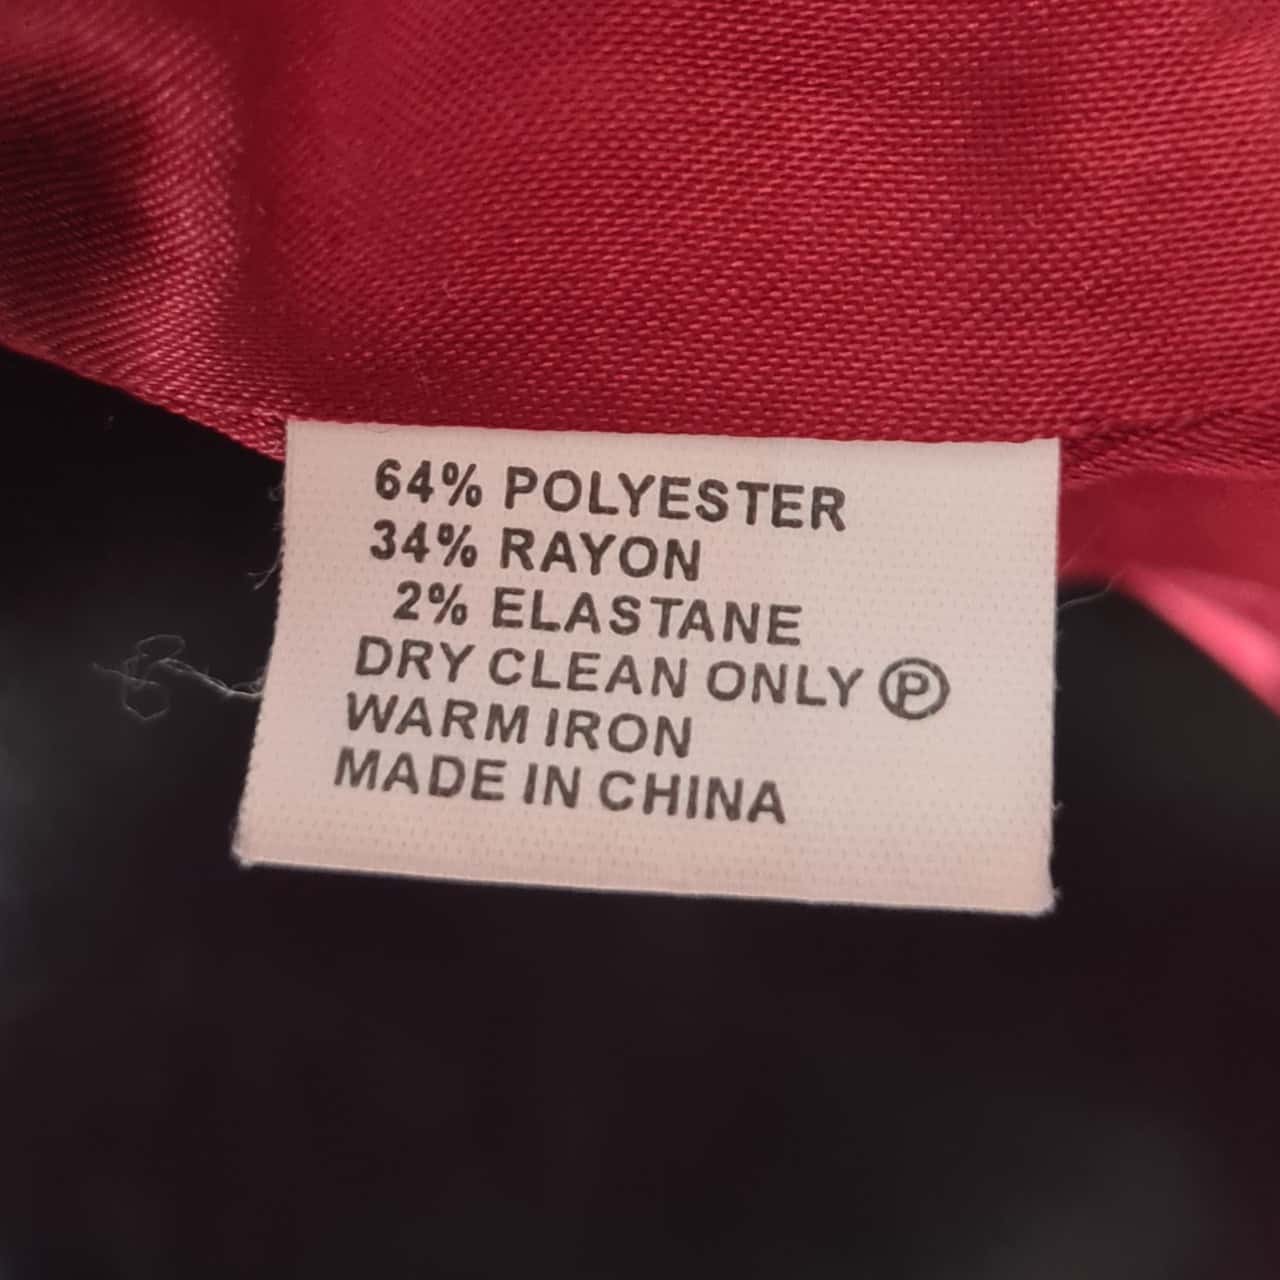 64% POLYESTER
34% RAYON
2% ELASTANE
DRY CLEAN ONLY Ⓟ
WARM IRON
MADE IN CHINA